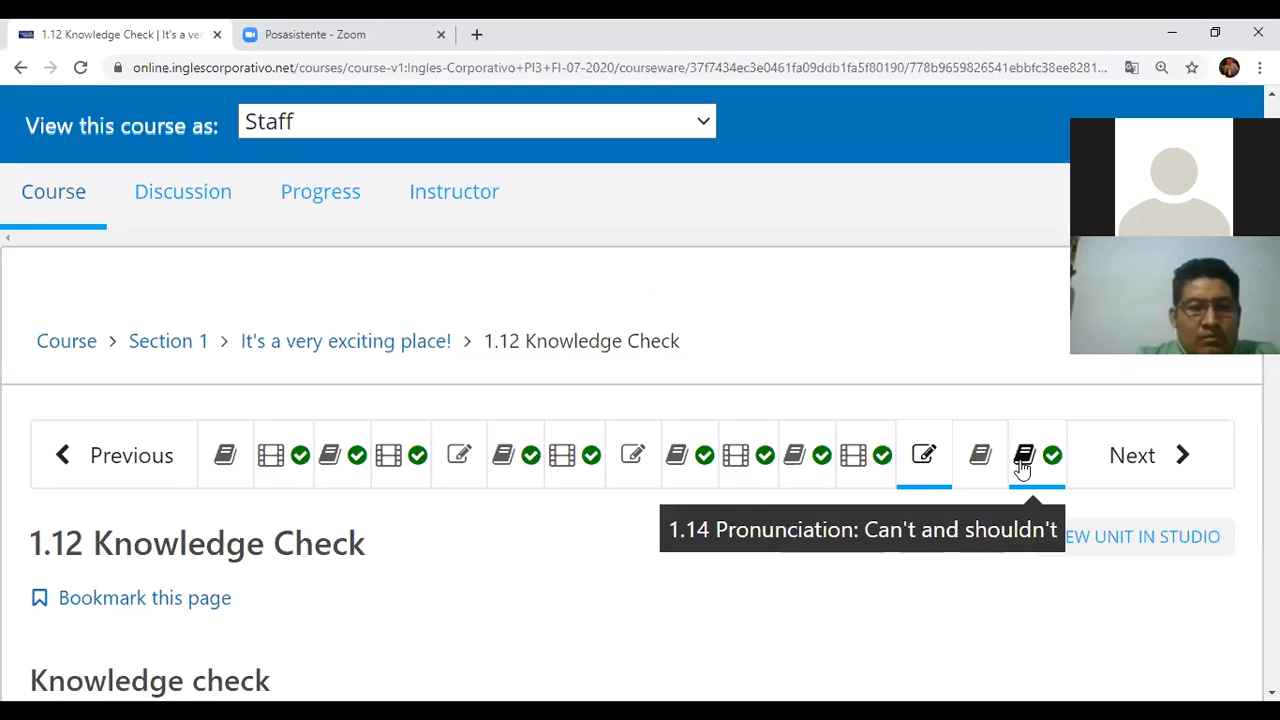 1.12 Knowledge Check | It's a ver
Posasistente - Zoom
online.inglescorporativo.net/courses/course-v1:Ingles-Corporativo+PI3+FI-07-2020/courseware/37f7434ec3e0461fa09ddb1fa5f80190/778b9659826541ebbfc38ee8281...
View this course as: Staff
Course Discussion Progress Instructor
Course > Section 1 > It's a very exciting place! > 1.12 Knowledge Check
Previous Next
1.14 Pronunciation: Can't and shouldn't
1.12 Knowledge Check EW UNIT IN STUDIO
Bookmark this page
Knowledge check